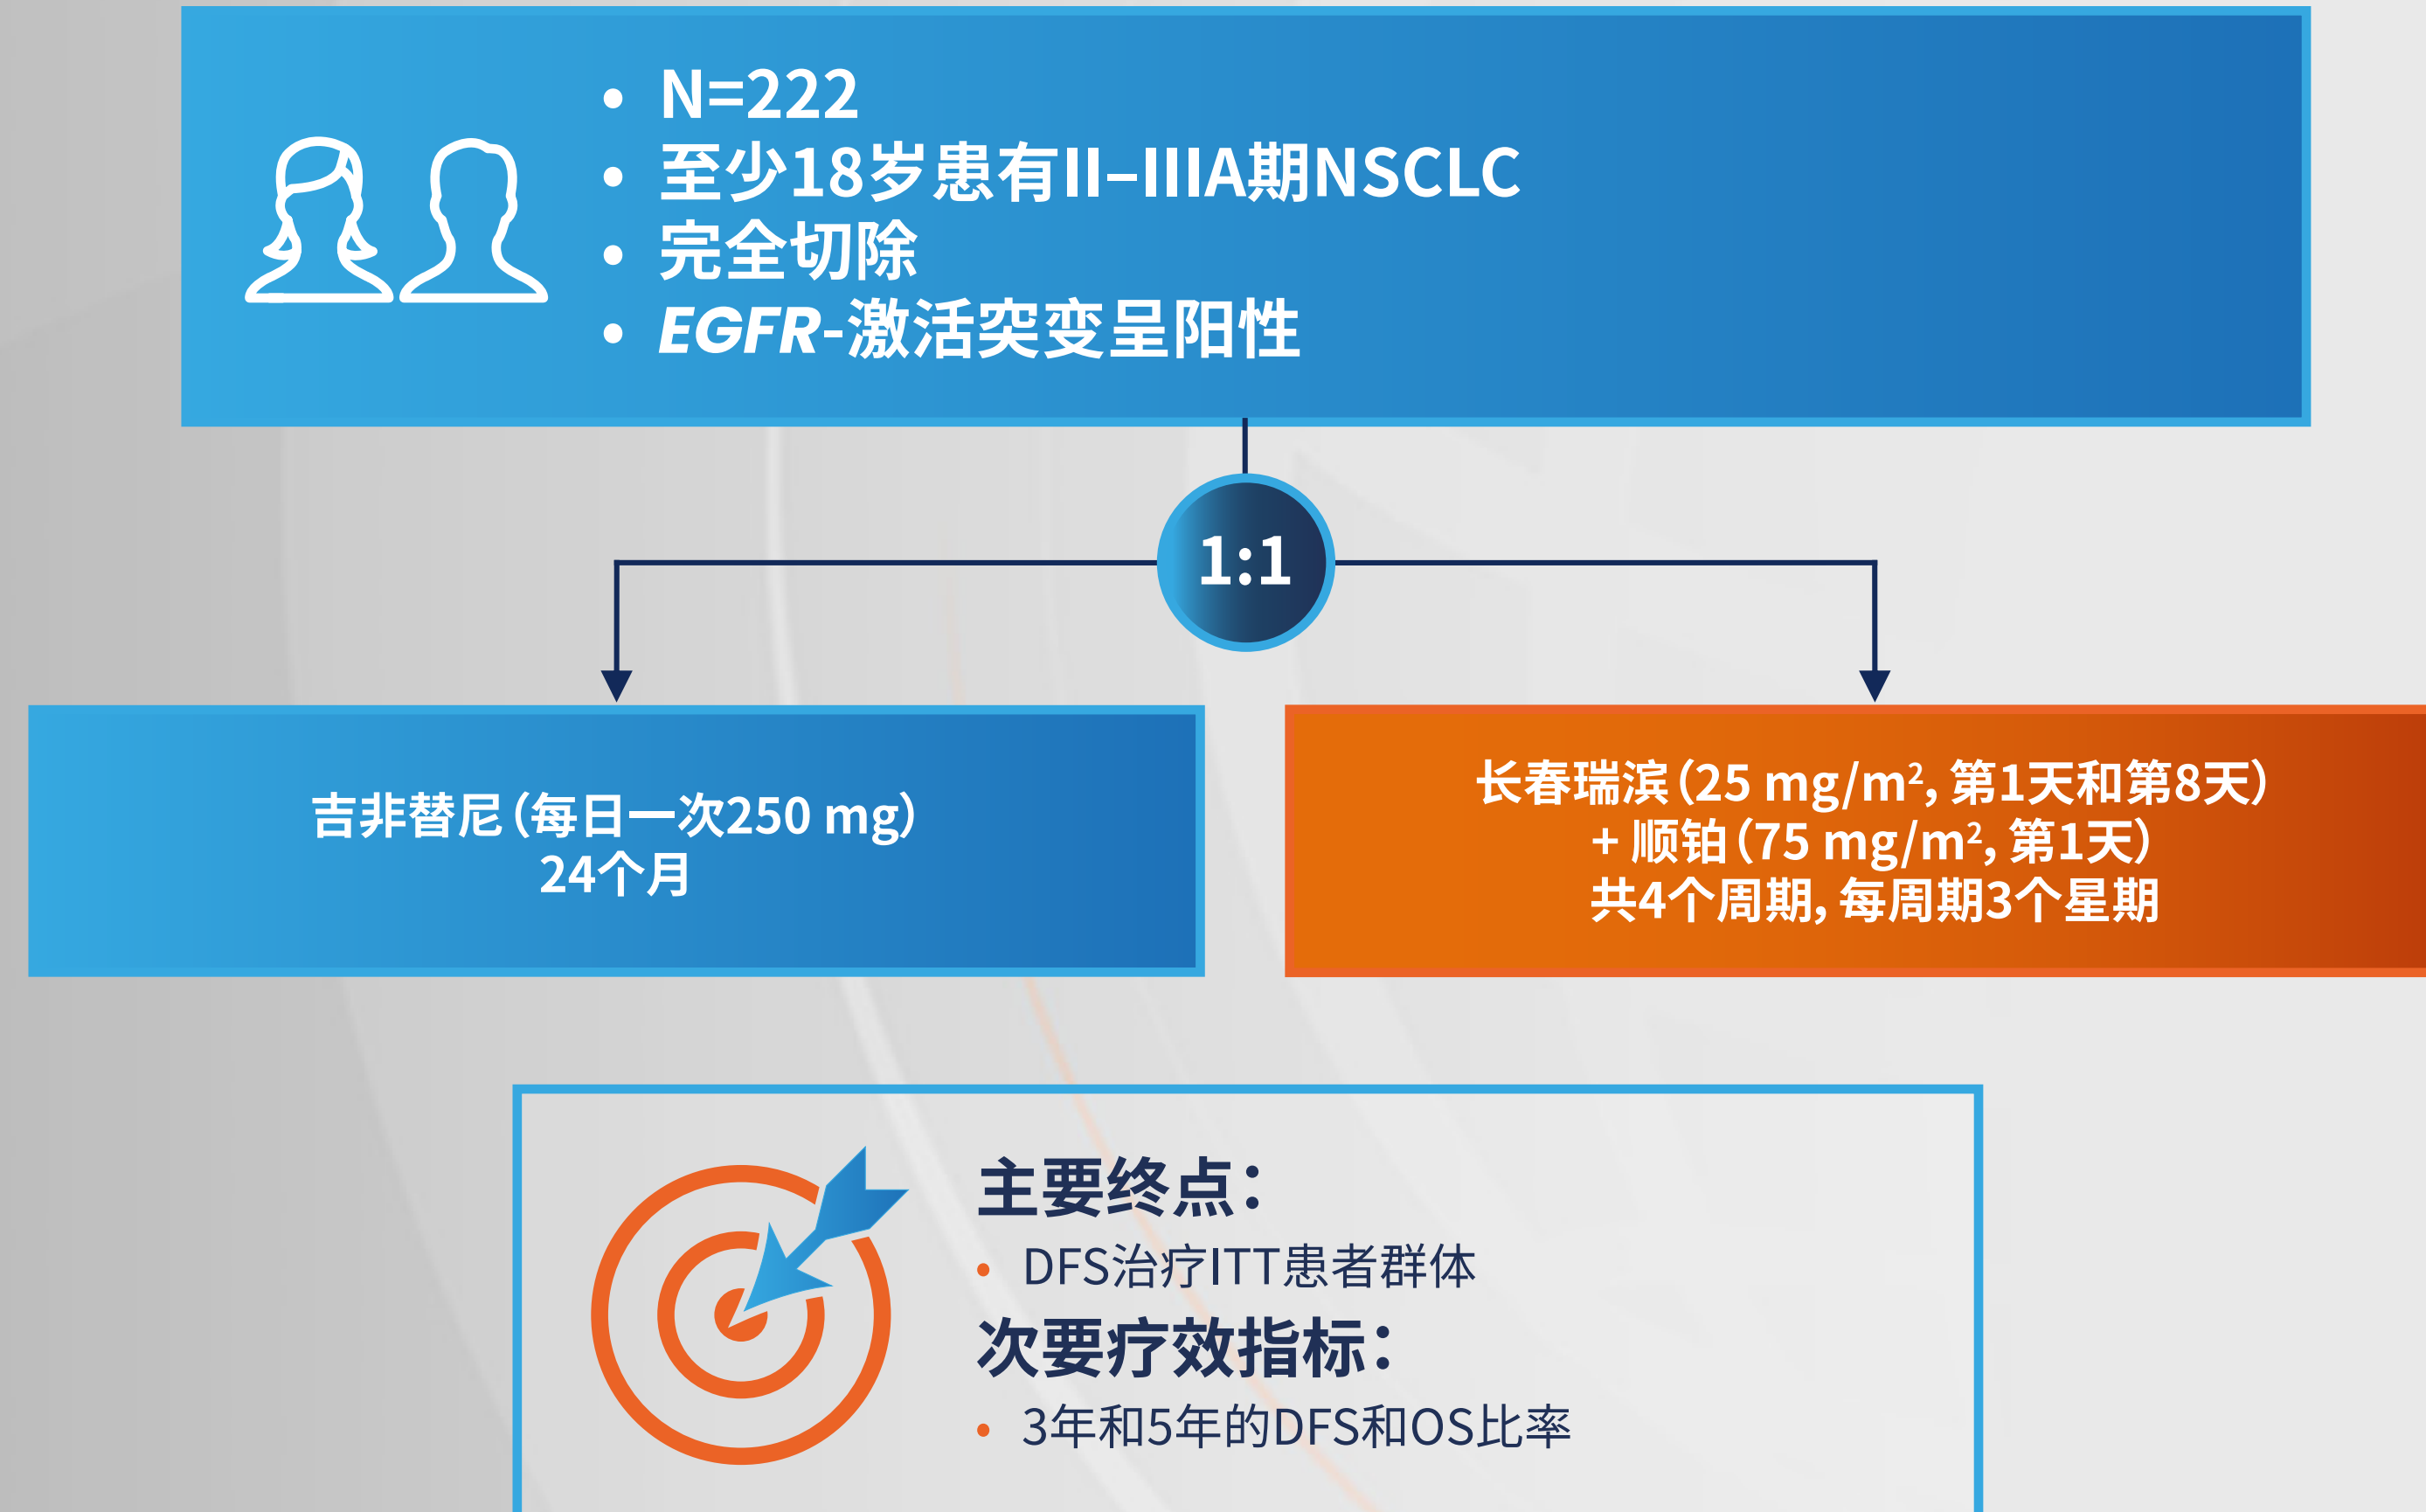 • N=222
• 至少18岁患有II–IIIA期NSCLC
• 完全切除
• EGFR-激活突变呈阳性
1:1
吉非替尼（每日一次250 mg）
24个月
长春瑞滨（25 mg/m², 第1天和第8天）
+ 顺铂（75 mg/m², 第1天）
共4个周期, 每周期3个星期
主要终点：
• DFS治疗ITT患者群体
次要疗效指标：
• 3年和5年的DFS和OS比率